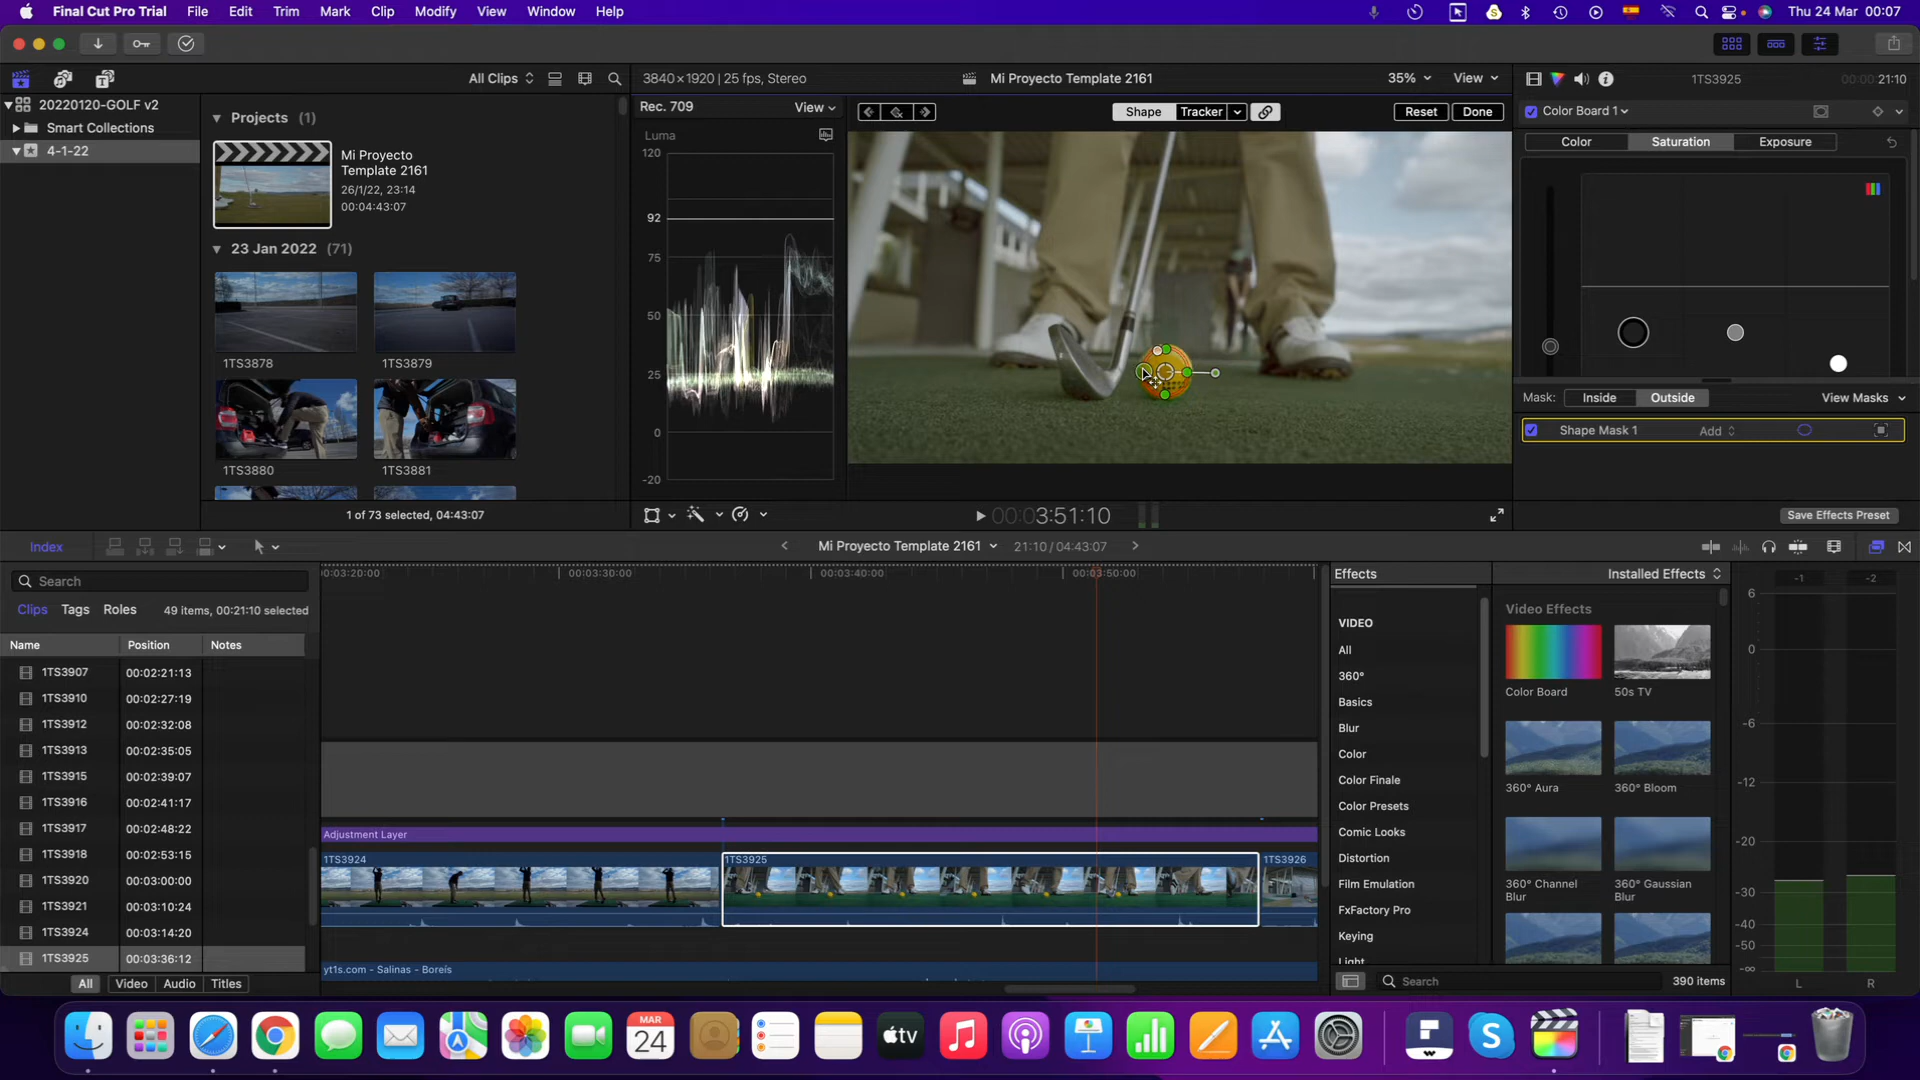 Final Cut Pro Trial File Edit Trim Mark Clip Modify View Window Help Thu 24 Mar 00:07
All Clips
3840×1920 | 25 fps, Stereo
Mi Proyecto Template 2161
35%
View
1TS3925
21:10
20220120-GOLF v2
Smart Collections
4-1-22
Projects (1)
Mi Proyecto
Template 2161
26/1/22, 23:14
00:04:43:07
23 Jan 2022 (71)
1TS3878
1TS3879
1TS3880
1TS3881
1 of 73 selected, 04:43:07
Rec. 709
View
Luma
120
92
75
50
25
0
-20
Shape
Tracker
Reset
Done
Color Board 1
Color
Saturation
Exposure
Mask:
Inside
Outside
View Masks
Shape Mask 1
Add
Save Effects Preset
00:03:51:10
Index
Mi Proyecto Template 2161
21:10 / 04:43:07
Search
Clips
Tags
Roles
49 items, 00:21:10 selected
Name Position Notes
1TS3907 00:02:21:13
1TS3910 00:02:27:19
1TS3912 00:02:32:08
1TS3913 00:02:35:05
1TS3915 00:02:39:07
1TS3916 00:02:41:17
1TS3917 00:02:48:22
1TS3918 00:02:53:15
1TS3920 00:03:00:00
1TS3921 00:03:10:24
1TS3924 00:03:14:20
1TS3925 00:03:36:12
All
Video
Audio
Titles
00:03:20:00
00:03:30:00
00:03:40:00
00:03:50:00
Adjustment Layer
1TS3924
1TS3925
1TS3926
yt1s.com - Salinas - Boreís
Effects
Installed Effects
VIDEO
All
360°
Basics
Blur
Color
Color Finale
Color Presets
Comic Looks
Distortion
Film Emulation
FxFactory Pro
Keying
Light
Video Effects
Color Board
50s TV
360° Aura
360° Bloom
360° Channel
Blur
360° Gaussian
Blur
Search
390 items
-1
-2
6
0
-6
-12
-20
-30
-40
-50
-∞
L
R
MAR
24
tv